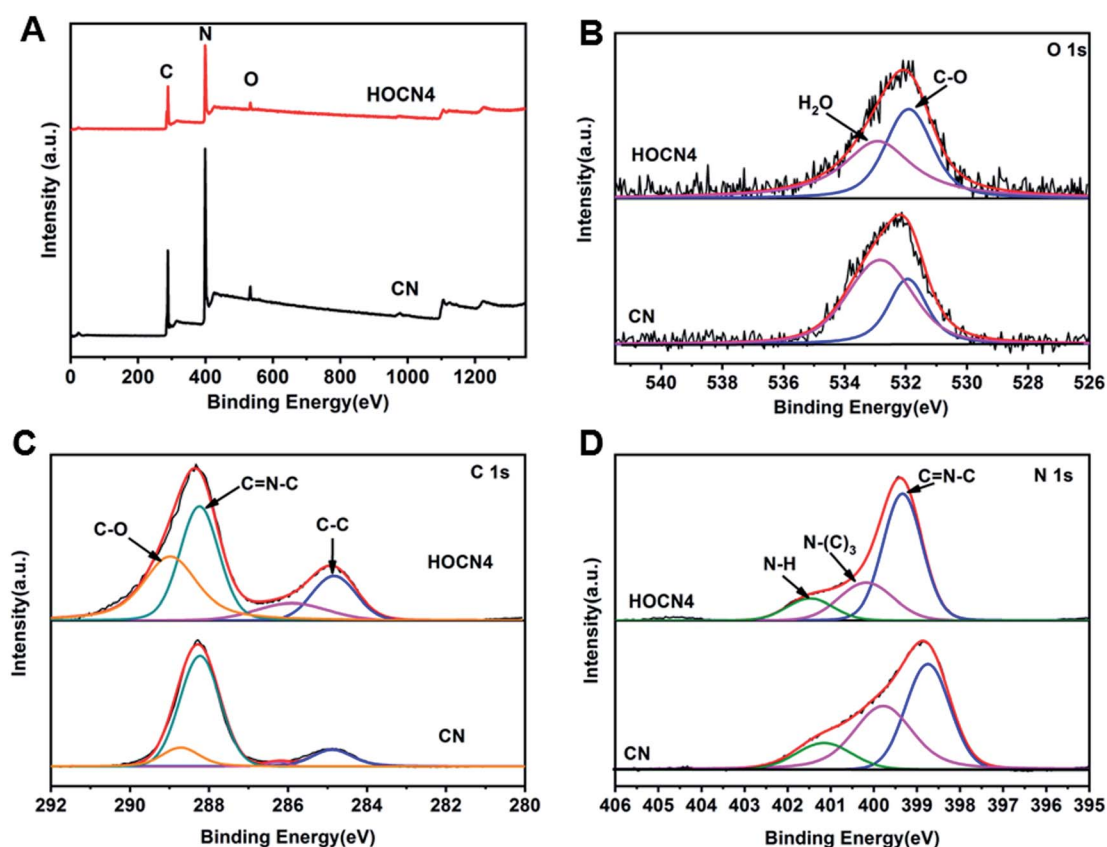 A
N
C
O
HOCN4
CN
Intensity (a.u.)
0 200 400 600 800 1000 1200
Binding Energy(eV)
B
O 1s
C-O
H₂O
HOCN4
CN
Intensity(a.u.)
540 538 536 534 532 530 528 526
Binding Energy(eV)
C
C 1s
C=N-C
C-O
C-C
HOCN4
CN
Intensity(a.u.)
292 290 288 286 284 282 280
Binding Energy(eV)
D
N 1s
C=N-C
N-(C)₃
N-H
HOCN4
CN
Intensity(a.u.)
406 405 404 403 402 401 400 399 398 397 396 395
Binding Energy(eV)